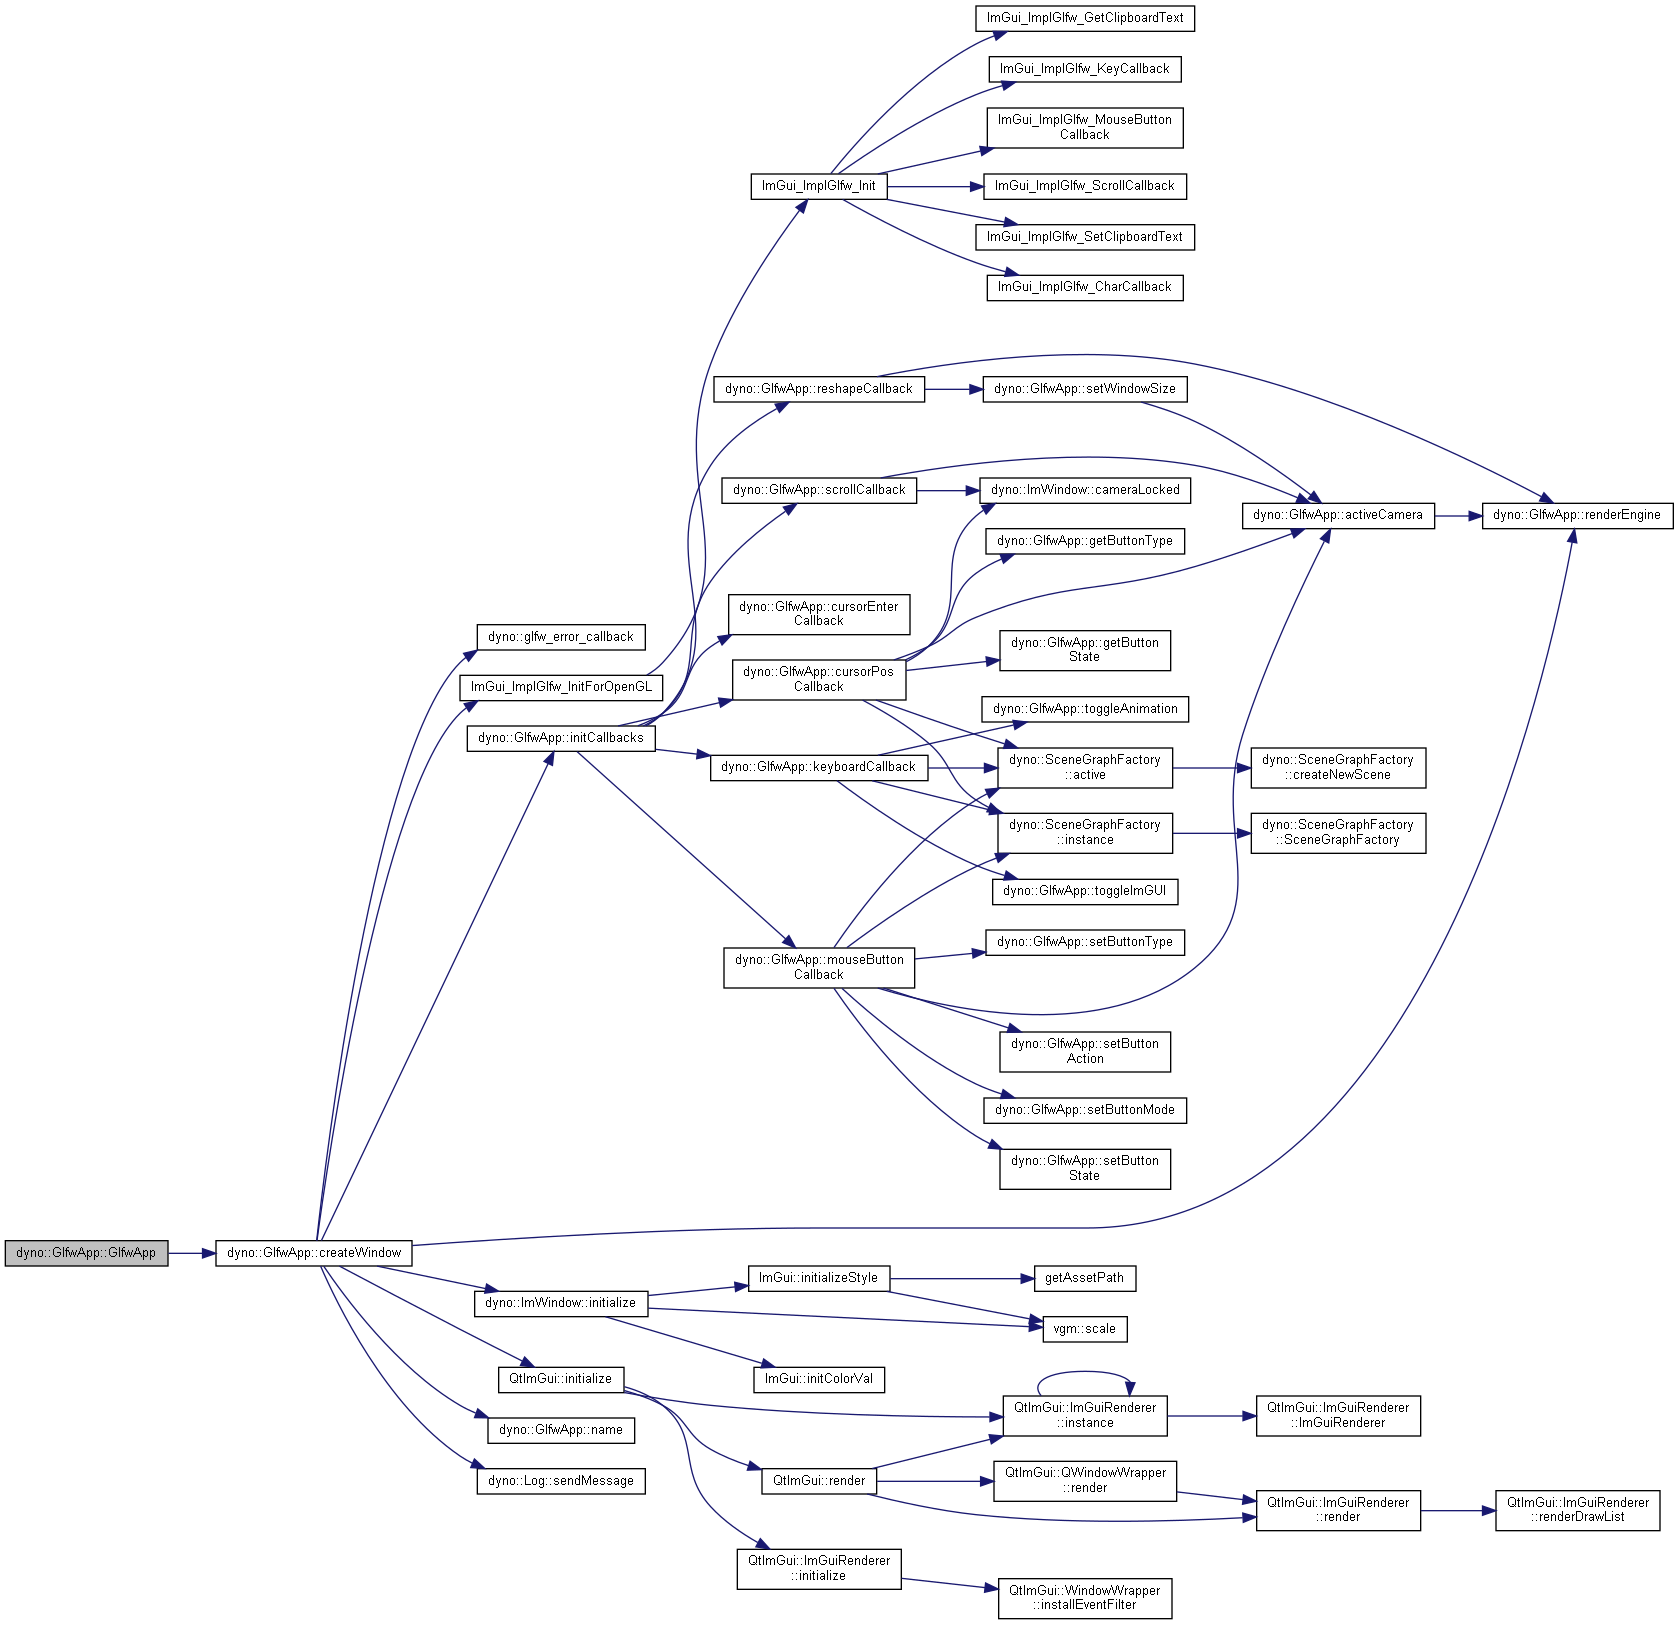 ImGui_ImplGlfw_GetClipboardText
ImGui_ImplGlfw_KeyCallback
ImGui_ImplGlfw_MouseButton
Callback
ImGui_ImplGlfw_Init
ImGui_ImplGlfw_ScrollCallback
ImGui_ImplGlfw_SetClipboardText
ImGui_ImplGlfw_CharCallback
dyno::GlfwApp::reshapeCallback
dyno::GlfwApp::setWindowSize
dyno::GlfwApp::scrollCallback
dyno::ImWindow::cameraLocked
dyno::GlfwApp::activeCamera
dyno::GlfwApp::renderEngine
dyno::GlfwApp::getButtonType
dyno::GlfwApp::cursorEnter
Callback
dyno::glfw_error_callback
dyno::GlfwApp::getButton
State
dyno::GlfwApp::cursorPos
Callback
ImGui_ImplGlfw_InitForOpenGL
dyno::GlfwApp::toggleAnimation
dyno::GlfwApp::initCallbacks
dyno::GlfwApp::keyboardCallback
dyno::SceneGraphFactory
::active
dyno::SceneGraphFactory
::createNewScene
dyno::SceneGraphFactory
::instance
dyno::SceneGraphFactory
::SceneGraphFactory
dyno::GlfwApp::toggleImGUI
dyno::GlfwApp::setButtonType
dyno::GlfwApp::mouseButton
Callback
dyno::GlfwApp::setButton
Action
dyno::GlfwApp::setButtonMode
dyno::GlfwApp::setButton
State
dyno::GlfwApp::GlfwApp
dyno::GlfwApp::createWindow
ImGui::initializeStyle
getAssetPath
dyno::ImWindow::initialize
vgm::scale
QtImGui::initialize
ImGui::initColorVal
QtImGui::ImGuiRenderer
::instance
QtImGui::ImGuiRenderer
::ImGuiRenderer
dyno::GlfwApp::name
dyno::Log::sendMessage
QtImGui::render
QtImGui::QWindowWrapper
::render
QtImGui::ImGuiRenderer
::render
QtImGui::ImGuiRenderer
::renderDrawList
QtImGui::ImGuiRenderer
::initialize
QtImGui::WindowWrapper
::installEventFilter